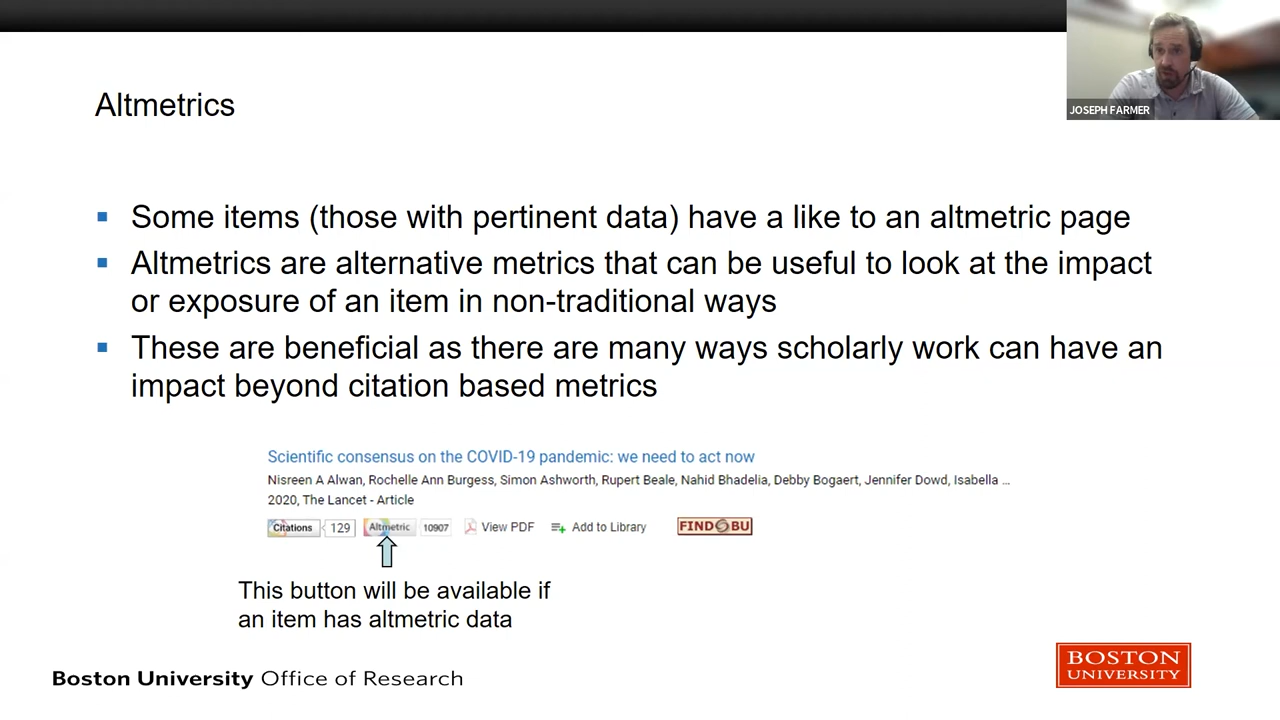 JOSEPH FARMER
Altmetrics
Some items (those with pertinent data) have a like to an altmetric page
Altmetrics are alternative metrics that can be useful to look at the impact
or exposure of an item in non-traditional ways
These are beneficial as there are many ways scholarly work can have an
impact beyond citation based metrics
Scientific consensus on the COVID-19 pandemic: we need to act now
Nisreen A Alwan, Rochelle Ann Burgess, Simon Ashworth, Rupert Beale, Nahid Bhadelia, Debby Bogaert, Jennifer Dowd, Isabella ...
2020, The Lancet - Article
Citations 129 Altmetric 10907 View PDF Add to Library FIND@BU
This button will be available if
an item has altmetric data
Boston University Office of Research
BOSTON
UNIVERSITY